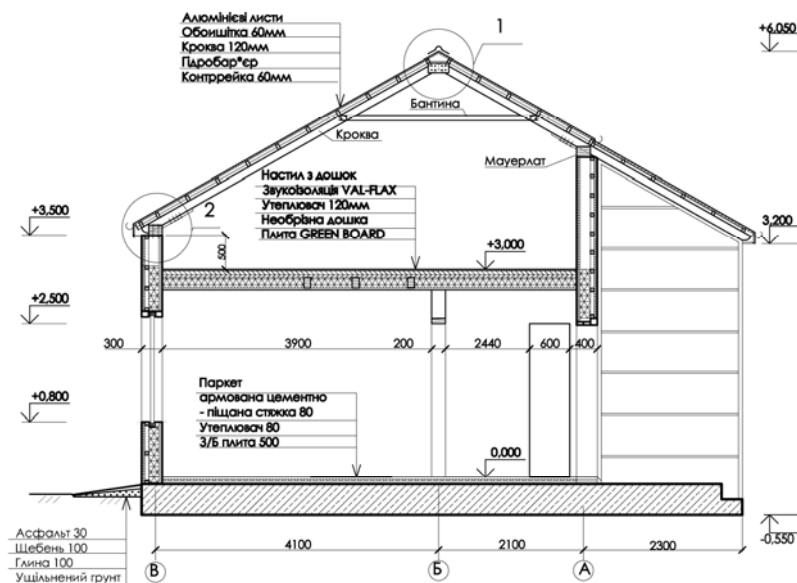 Алюмінієві листи
Обоишітка 60мм
Кроква 120мм
Гідробар*єр
Контррейка 60мм
1
+6,050
Бантина
Кроква
Мауерлат
Настил з дошок
Звукоізоляція VAL-FLAX
Утеплювач 120мм
Необрізна дошка
Плита GREEN BOARD
2
+3,500
3,200
500
+3,000
+2,500
300 3900 200 2440 600 400
+0,800
Паркет
армована цементно
- піщана стяжка 80
Утеплювач 80
З/Б плита 500
0,000
-0,550
Асфальт 30
Щебень 100
Глина 100
Ущільнений грунт
4100 2100 2300
В Б А